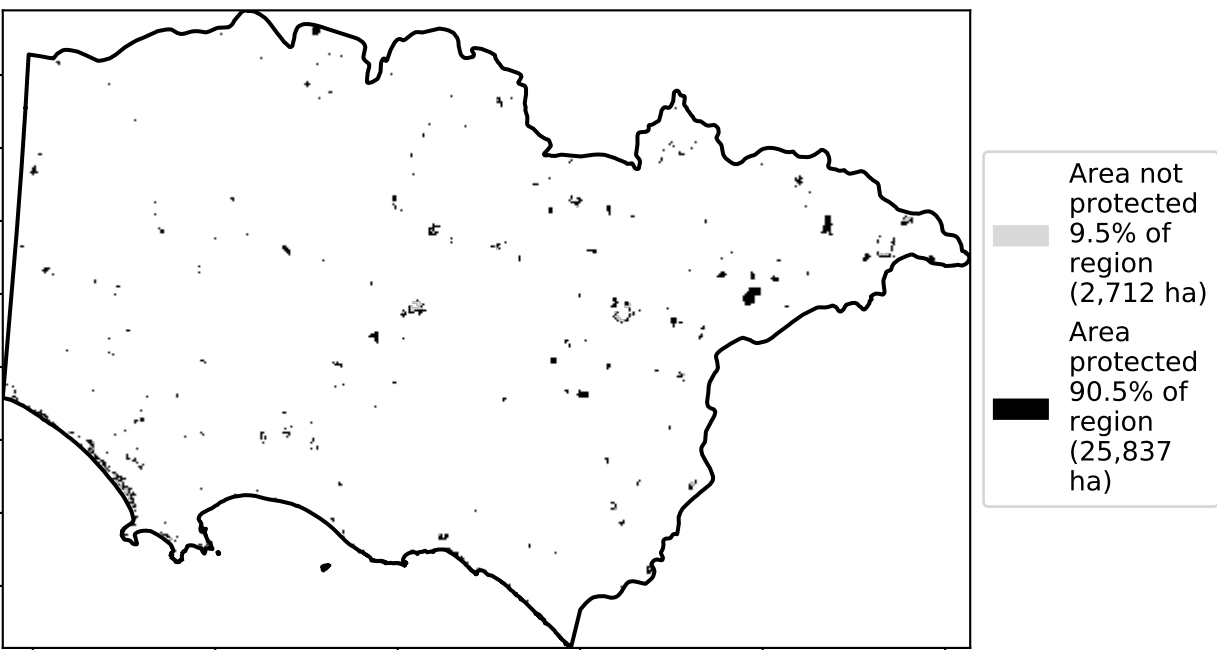 Area not
protected
9.5% of
region
(2,712 ha)
Area
protected
90.5% of
region
(25,837
ha)